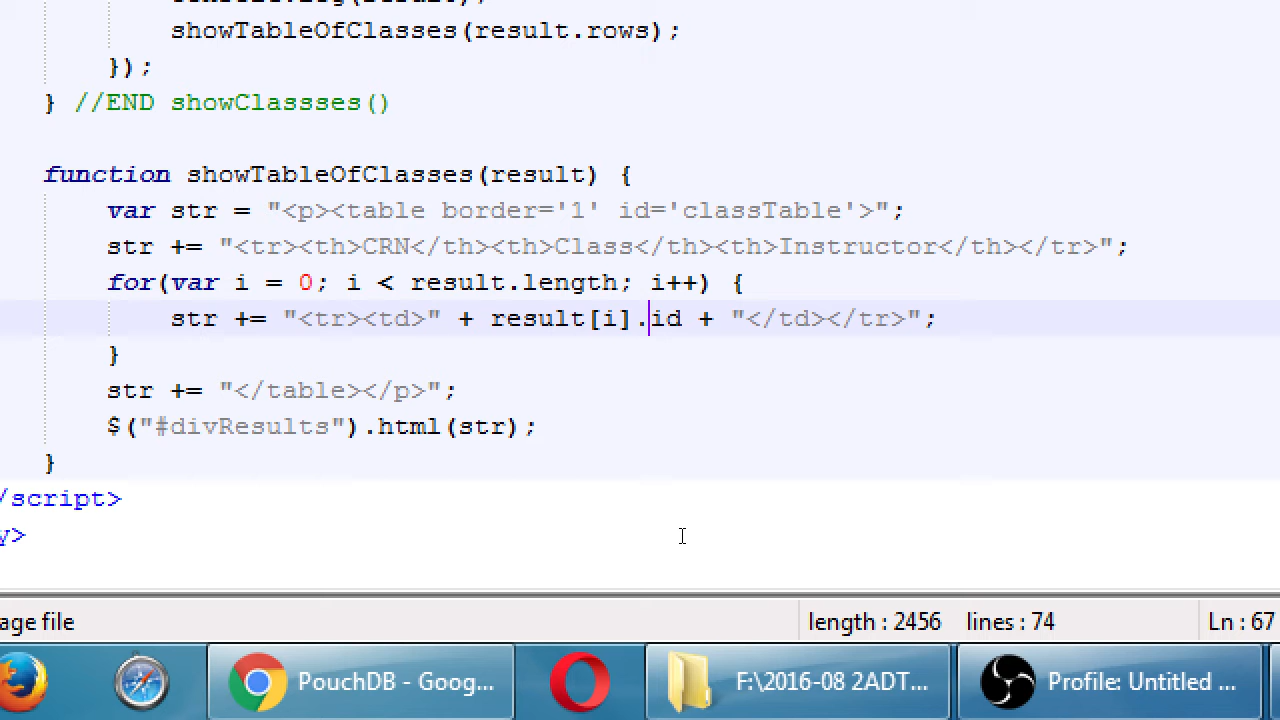 showTableOfClasses(result.rows);
});
} //END showClassses()
function showTableOfClasses(result) {
var str = "<p><table border='1' id='classTable'>";
str += "<tr><th>CRN</th><th>Class</th><th>Instructor</th></tr>";
for(var i = 0; i < result.length; i++) {
str += "<tr><td>" + result[i].id + "</td></tr>";
}
str += "</table></p>";
$("#divResults").html(str);
}
/script>
y>
age file length : 2456 lines : 74 Ln : 67
PouchDB - Goog... F:\2016-08 2ADT... Profile: Untitled ...